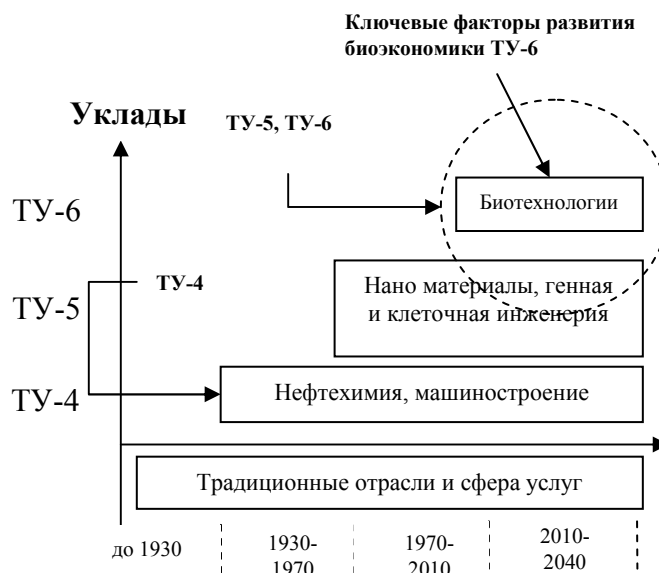 Ключевые факторы развития
биоэкономики ТУ-6
Уклады
ТУ-5, ТУ-6
ТУ-6
Биотехнологии
ТУ-4
Нано материалы, генная
и клеточная инженерия
ТУ-5
Нефтехимия, машиностроение
ТУ-4
Традиционные отрасли и сфера услуг
до 1930
1930-
1970
1970-
2010
2010-
2040